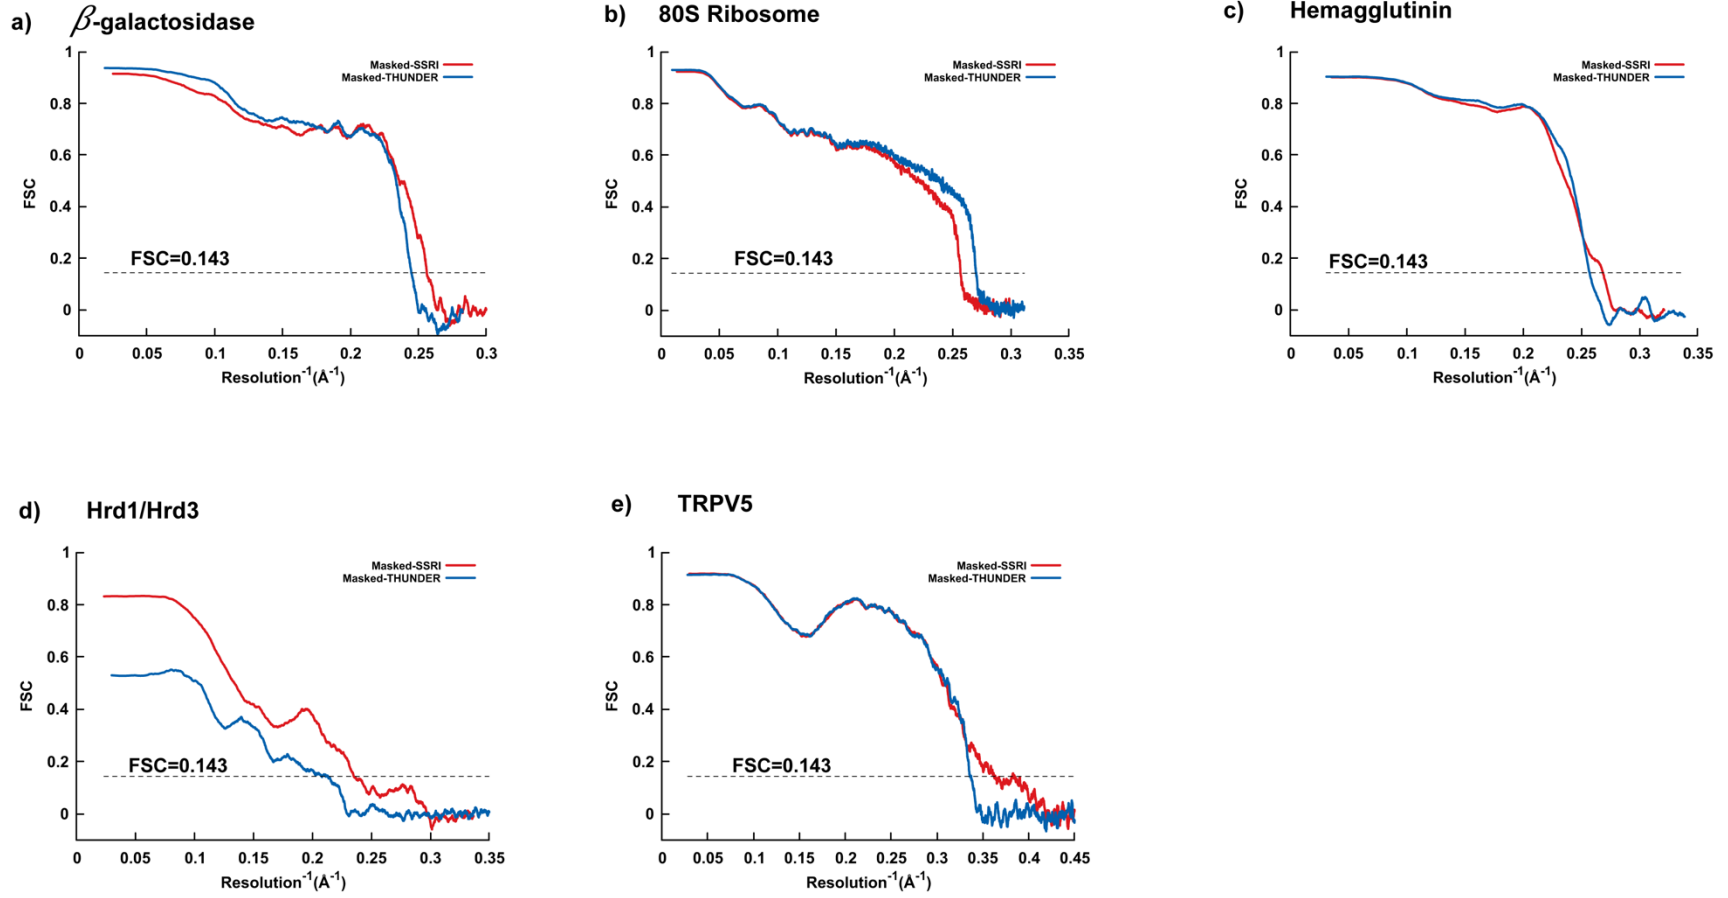 a) β-galactosidase
1
Masked-SSRI
Masked-THUNDER
0.8
0.6
FSC
0.4
0.2
FSC=0.143
0
0 0.05 0.1 0.15 0.2 0.25 0.3
Resolution-1(Å-1)
b) 80S Ribosome
1
Masked-SSRI
Masked-THUNDER
0.8
0.6
FSC
0.4
0.2
FSC=0.143
0
0 0.05 0.1 0.15 0.2 0.25 0.3 0.35
Resolution-1(Å-1)
c) Hemagglutinin
1
Masked-SSRI
Masked-THUNDER
0.8
0.6
FSC
0.4
0.2
FSC=0.143
0
0 0.05 0.1 0.15 0.2 0.25 0.3 0.35
Resolution-1(Å-1)
d) Hrd1/Hrd3
1
Masked-SSRI
Masked-THUNDER
0.8
0.6
FSC
0.4
0.2
FSC=0.143
0
0 0.05 0.1 0.15 0.2 0.25 0.3 0.35
Resolution-1(Å-1)
e) TRPV5
1
Masked-SSRI
Masked-THUNDER
0.8
0.6
FSC
0.4
0.2
FSC=0.143
0
0 0.05 0.1 0.15 0.2 0.25 0.3 0.35 0.4 0.45
Resolution-1(Å-1)